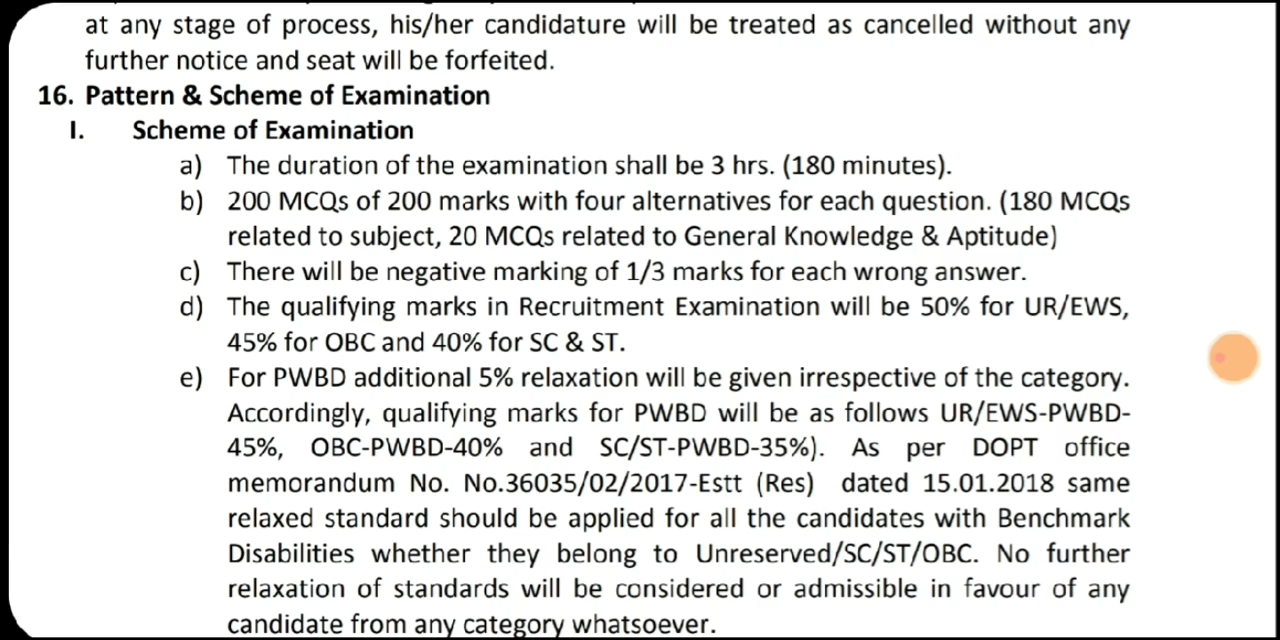 at any stage of process, his/her candidature will be treated as cancelled without any
further notice and seat will be forfeited.
16. Pattern & Scheme of Examination
I. Scheme of Examination
a) The duration of the examination shall be 3 hrs. (180 minutes).
b) 200 MCQs of 200 marks with four alternatives for each question. (180 MCQs
related to subject, 20 MCQs related to General Knowledge & Aptitude)
c) There will be negative marking of 1/3 marks for each wrong answer.
d) The qualifying marks in Recruitment Examination will be 50% for UR/EWS,
45% for OBC and 40% for SC & ST.
e) For PWBD additional 5% relaxation will be given irrespective of the category.
Accordingly, qualifying marks for PWBD will be as follows UR/EWS-PWBD-
45%, OBC-PWBD-40% and SC/ST-PWBD-35%). As per DOPT office
memorandum No. No.36035/02/2017-Estt (Res) dated 15.01.2018 same
relaxed standard should be applied for all the candidates with Benchmark
Disabilities whether they belong to Unreserved/SC/ST/OBC. No further
relaxation of standards will be considered or admissible in favour of any
candidate from any category whatsoever.